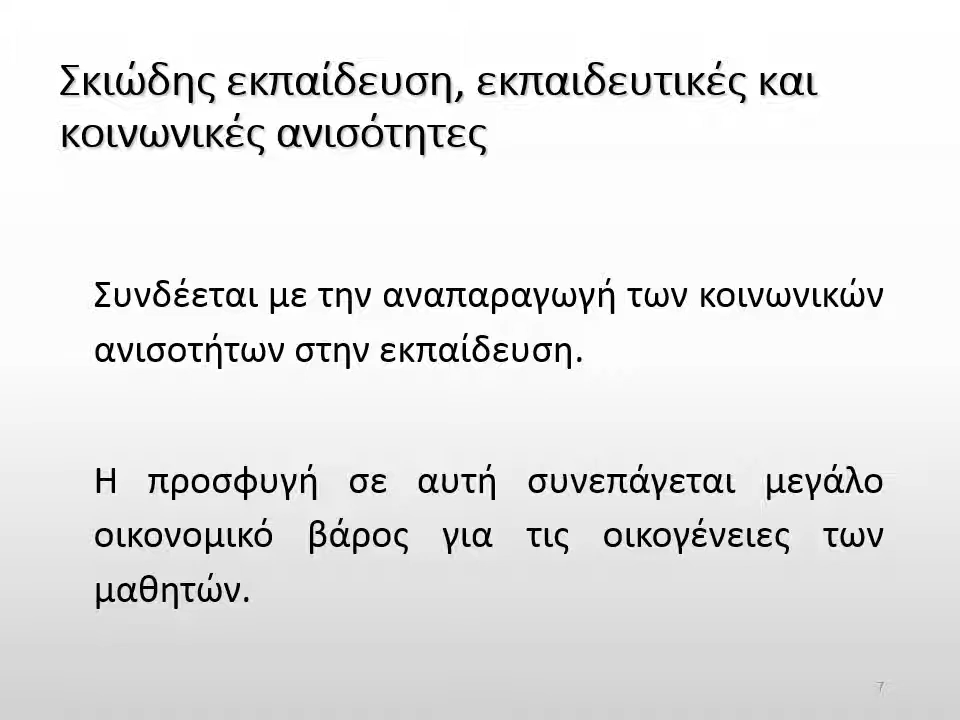 Σκιώδης εκπαίδευση, εκπαιδευτικές και
κοινωνικές ανισότητες
Συνδέεται με την αναπαραγωγή των κοινωνικών
ανισοτήτων στην εκπαίδευση.
Η προσφυγή σε αυτή συνεπάγεται μεγάλο
οικονομικό βάρος για τις οικογένειες των
μαθητών.
7